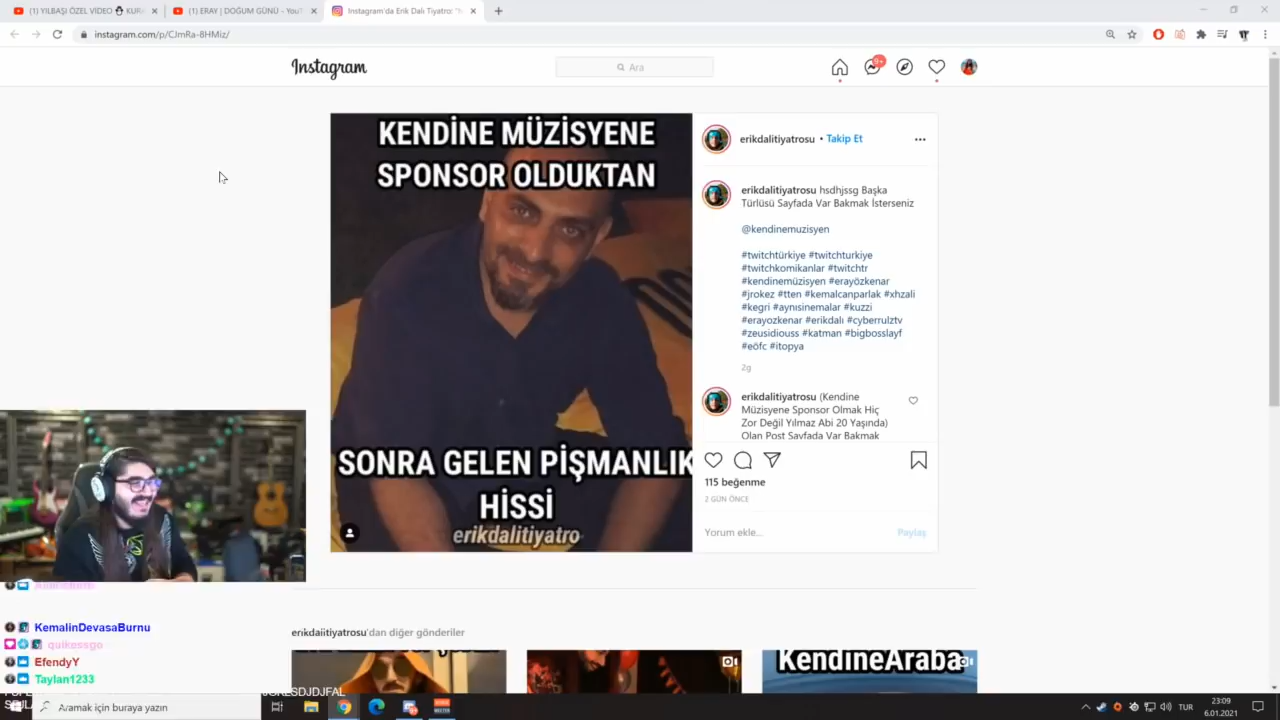 (1) YILBAŞI ÖZEL VIDEO
(1) ERAY | DOĞUM GÜNÜ - YouT
Instagram'da Erik Dalı Tiyatro:
instagram.com/p/CJmRa-8HMiz/
Instagram
Ara
9+
KENDİNE MÜZİSYENE
SPONSOR OLDUKTAN
SONRA GELEN PİŞMANLIK
HİSSİ
erikdalitiyatro
erikdalitiyatrosu • Takip Et
erikdalitiyatrosu hsdhjssg Başka
Türlüsü Sayfada Var Bakmak İsterseniz
@kendinemuzisyen
#twitchtürkiye #twitchturkiye
#twitchkomikanlar #twitchtr
#kendinemüzisyen #erayözkenar
#jrokez #tten #kemalcanparlak #xhzali
#kegri #aynısinemalar #kuzzi
#erayozkenar #erikdalı #cyberrulztv
#zeusidiouss #katman #bigbosslayf
#eöfc #itopya
2g
erikdalitiyatrosu (Kendine
Müzisyene Sponsor Olmak Hiç
Zor Değil Yılmaz Abi 20 Yaşında)
Olan Post Sayfada Var Bakmak
115 beğenme
2 GÜN ÖNCE
Yorum ekle...
Paylaş
KemalinDevasaBurnu
quikessgo
EfendyY
Taylan1233
erikdalitiyatrosu'dan diğer gönderiler
KendineAraba
Aramak için buraya yazın
TUR
23:09
6.01.2021